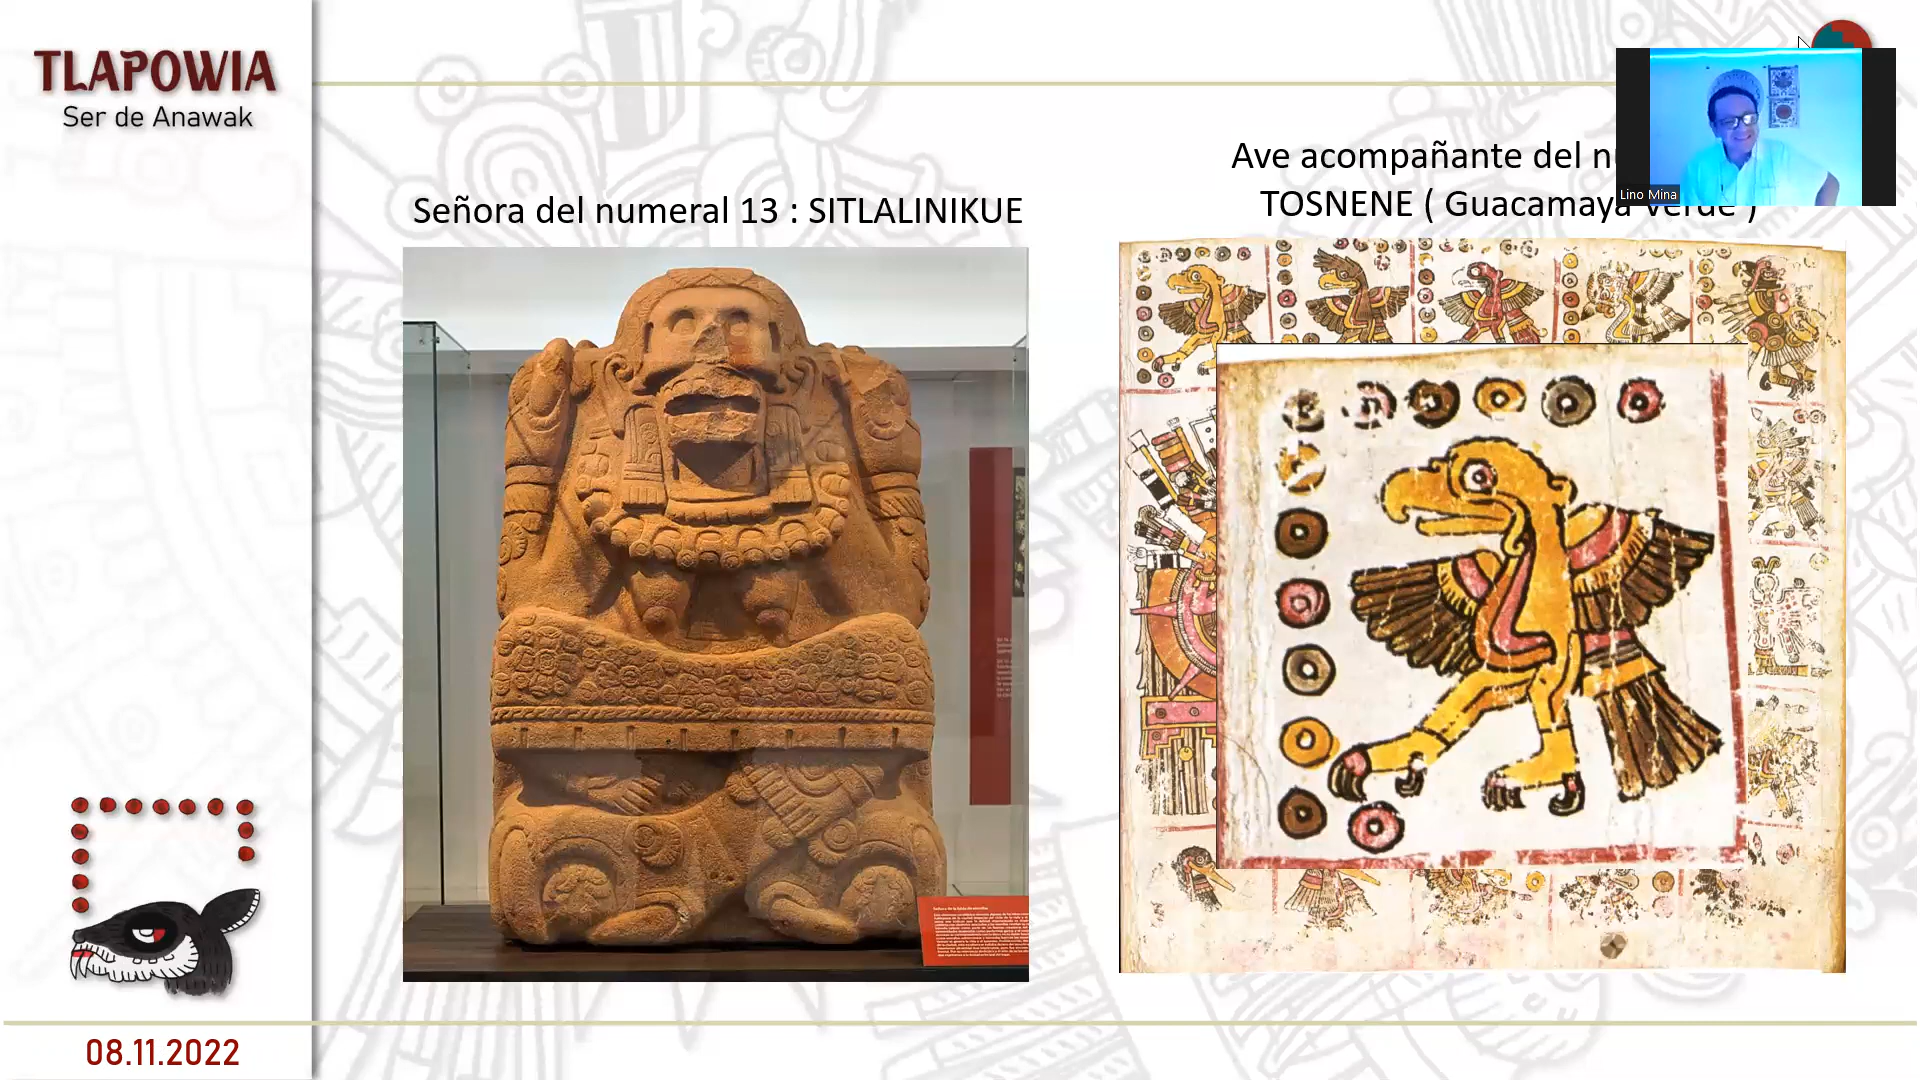 TLAPOWIA
Ser de Anawak
Señora del numeral 13 : SITLALINIKUE
Ave acompañante del
TOSNENE ( Guacamaya Verde )
Lino Mina
08.11.2022